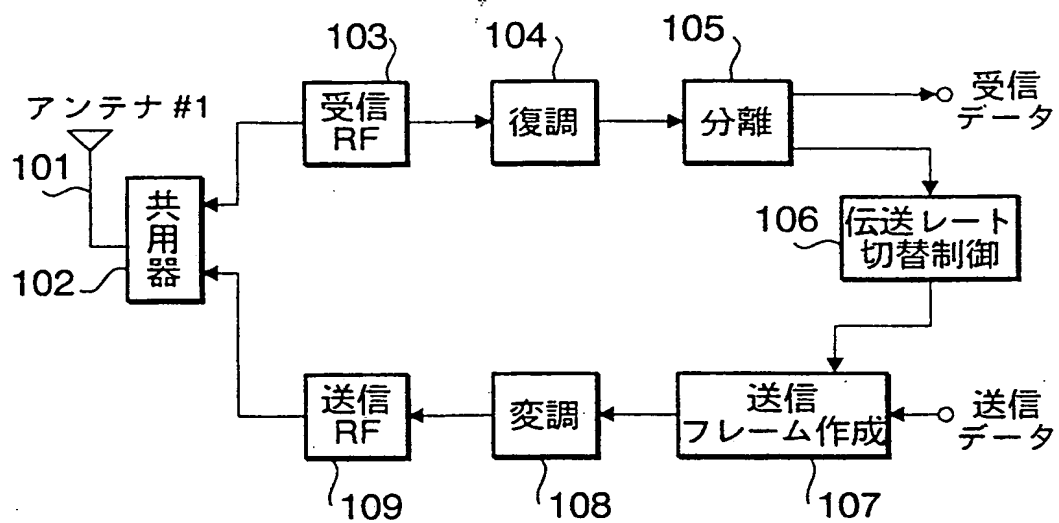 アンテナ #1
101
共用器
102
103
受信
RF
104
復調
105
分離
受信
データ
106
伝送レート
切替制御
送信
データ
送信
フレーム作成
107
変調
108
送信
RF
109